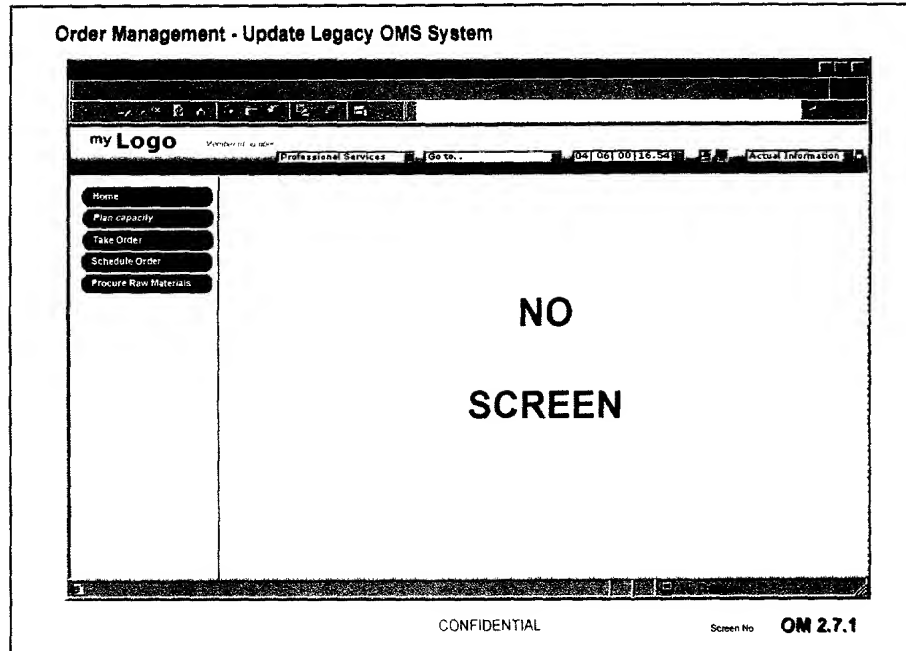 Order Management - Update Legacy OMS System
my Logo
Professional Services Go to.. 04|06|00|16.54 Actual Information
Home
Plan capacity
Take Order
Schedule Order
Procure Raw Materials
NO
SCREEN
CONFIDENTIAL Screen No OM 2.7.1